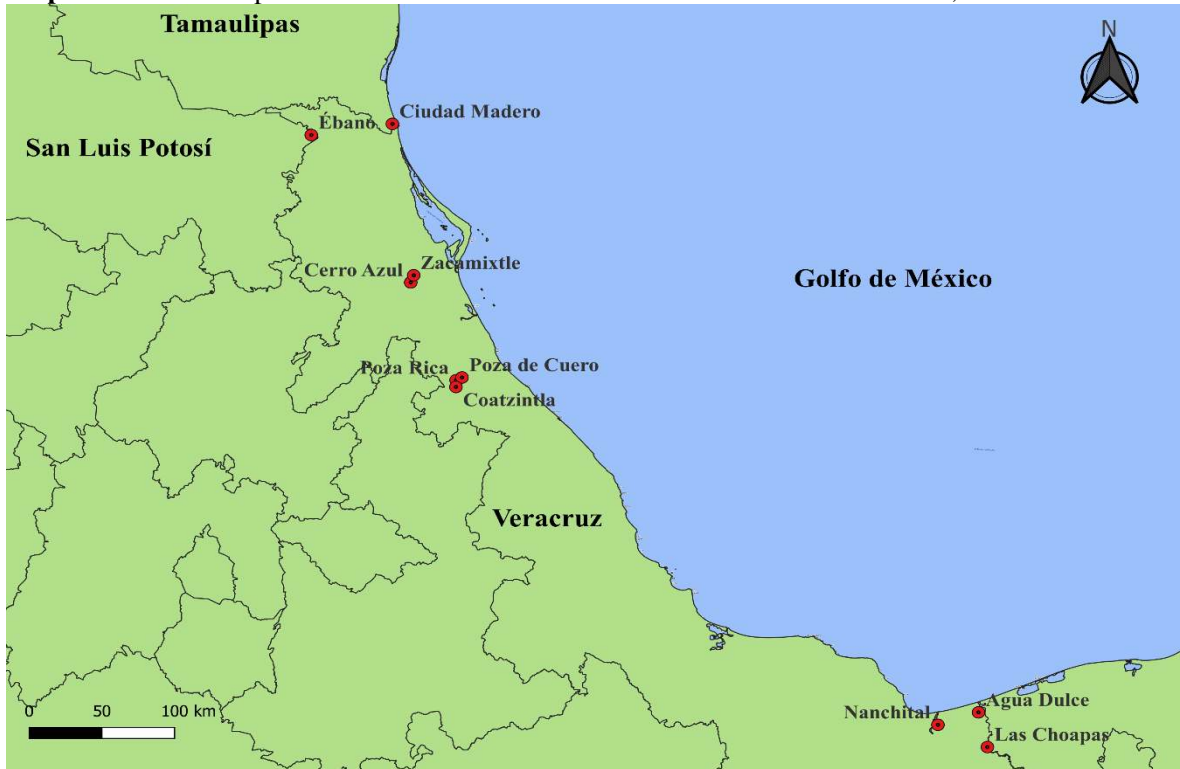 Tamaulipas
N
Ciudad Madero
Ébano
San Luis Potosí
Zacamixtle
Cerro Azul
Golfo de México
Poza Rica
Poza de Cuero
Coatzintla
Veracruz
0 50 100 km
Nanchital
Agua Dulce
Las Choapas